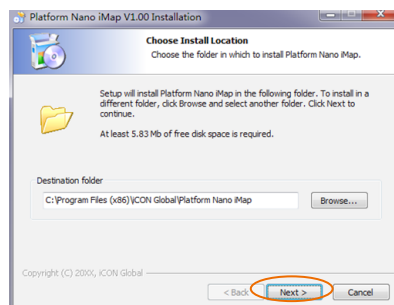 Platform Nano iMap V1.00 Installation
Choose Install Location
Choose the folder in which to install Platform Nano iMap.
Setup will install Platform Nano iMap in the following folder. To install in a
different folder, click Browse and select another folder. Click Next to
continue.
At least 5.83 Mb of free disk space is required.
Destination folder
C:\Program Files (x86)\iCON Global\Platform Nano iMap
Browse...
Copyright (C) 20XX, iCON Global
< Back
Next >
Cancel